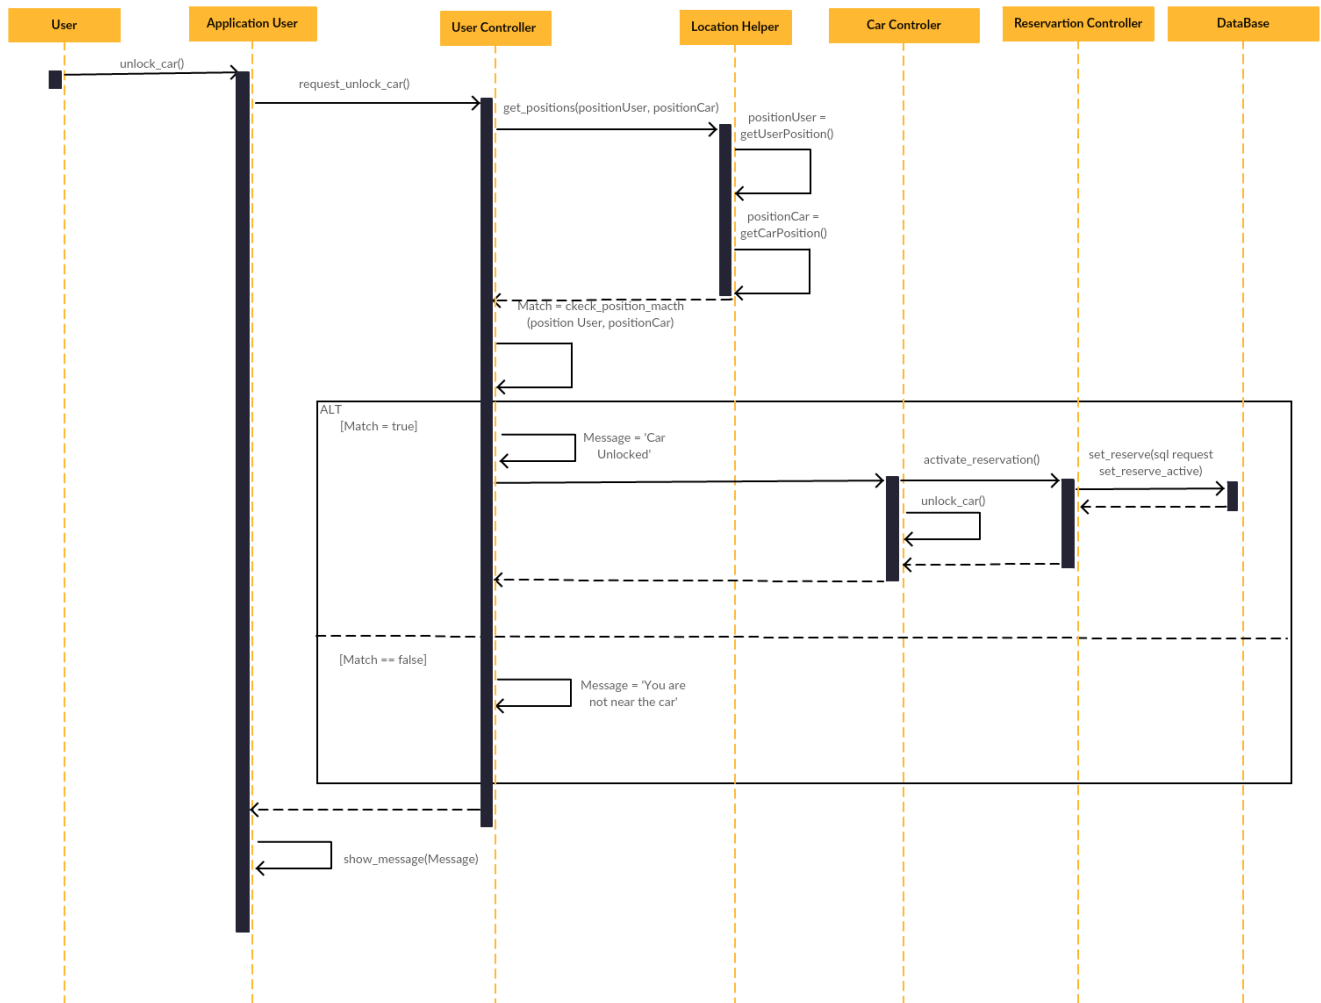 User
Application User
User Controller
Location Helper
Car Controler
Reservartion Controller
DataBase
unlock_car()
request_unlock_car()
get_positions(positionUser, positionCar)
positionUser =
getUserPosition()
positionCar =
getCarPosition()
Match = ckeck_position_macth
(position User, positionCar)
ALT
[Match = true]
Message = 'Car
Unlocked'
activate_reservation()
set_reserve(sql request
set_reserve_active)
unlock_car()
[Match == false]
Message = 'You are
not near the car'
show_message(Message)